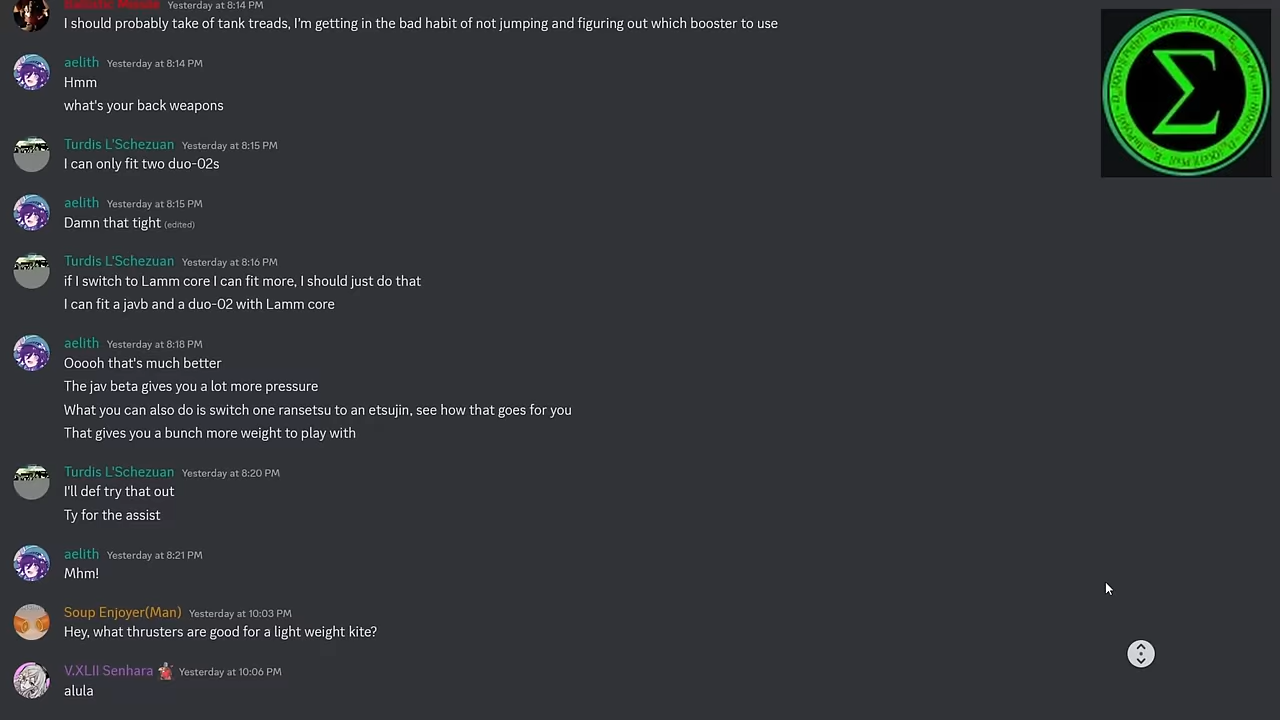 Ballistic Missile Yesterday at 8:14 PM
I should probably take of tank treads, I'm getting in the bad habit of not jumping and figuring out which booster to use
aelith Yesterday at 8:14 PM
Hmm
what's your back weapons
Turdis L'Schezuan Yesterday at 8:15 PM
I can only fit two duo-02s
aelith Yesterday at 8:15 PM
Damn that tight (edited)
Turdis L'Schezuan Yesterday at 8:16 PM
if I switch to Lamm core I can fit more, I should just do that
I can fit a javb and a duo-02 with Lamm core
aelith Yesterday at 8:18 PM
Ooooh that's much better
The jav beta gives you a lot more pressure
What you can also do is switch one ransetsu to an etsujin, see how that goes for you
That gives you a bunch more weight to play with
Turdis L'Schezuan Yesterday at 8:20 PM
I'll def try that out
Ty for the assist
aelith Yesterday at 8:21 PM
Mhm!
Soup Enjoyer(Man) Yesterday at 10:03 PM
Hey, what thrusters are good for a light weight kite?
V.XLII Senhara Yesterday at 10:06 PM
alula
Σ